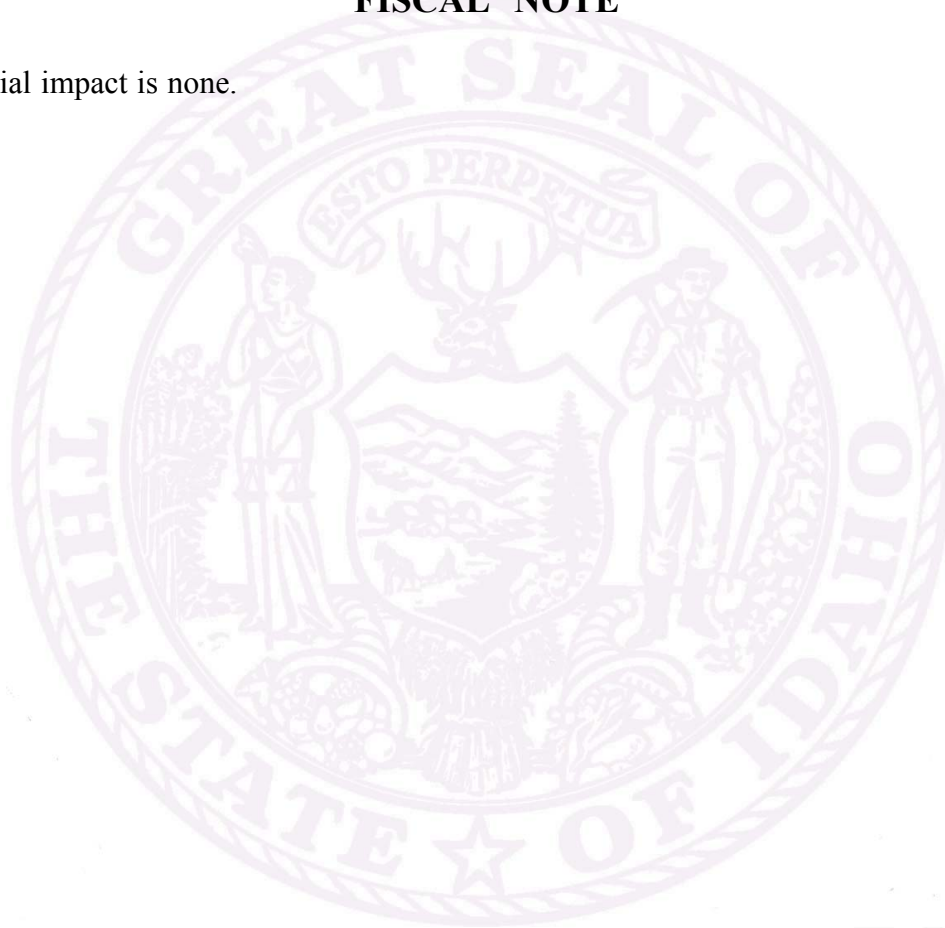 FISCAL NOTE
ial impact is none.
GREAT SEAL OF
THE STATE OF IDAHO
ESTO PERPETUA